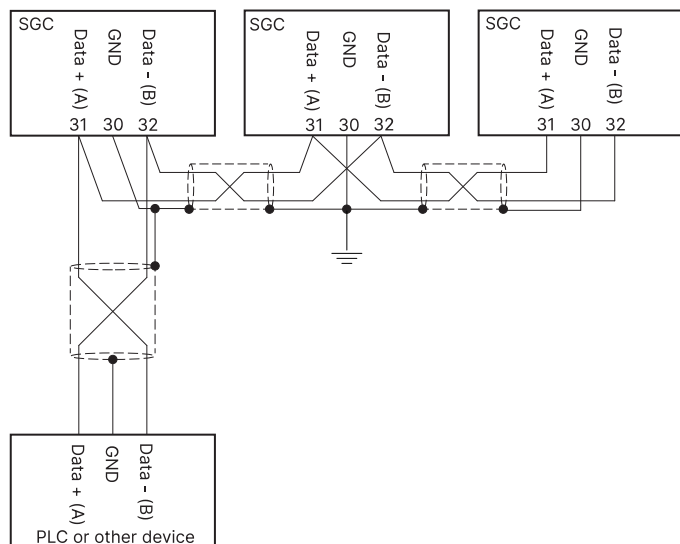 SGC
Data + (A)
GND
Data - (B)
31 30 32
SGC
Data + (A)
GND
Data - (B)
31 30 32
SGC
Data + (A)
GND
Data - (B)
31 30 32
Data + (A)
GND
Data - (B)
PLC or other device